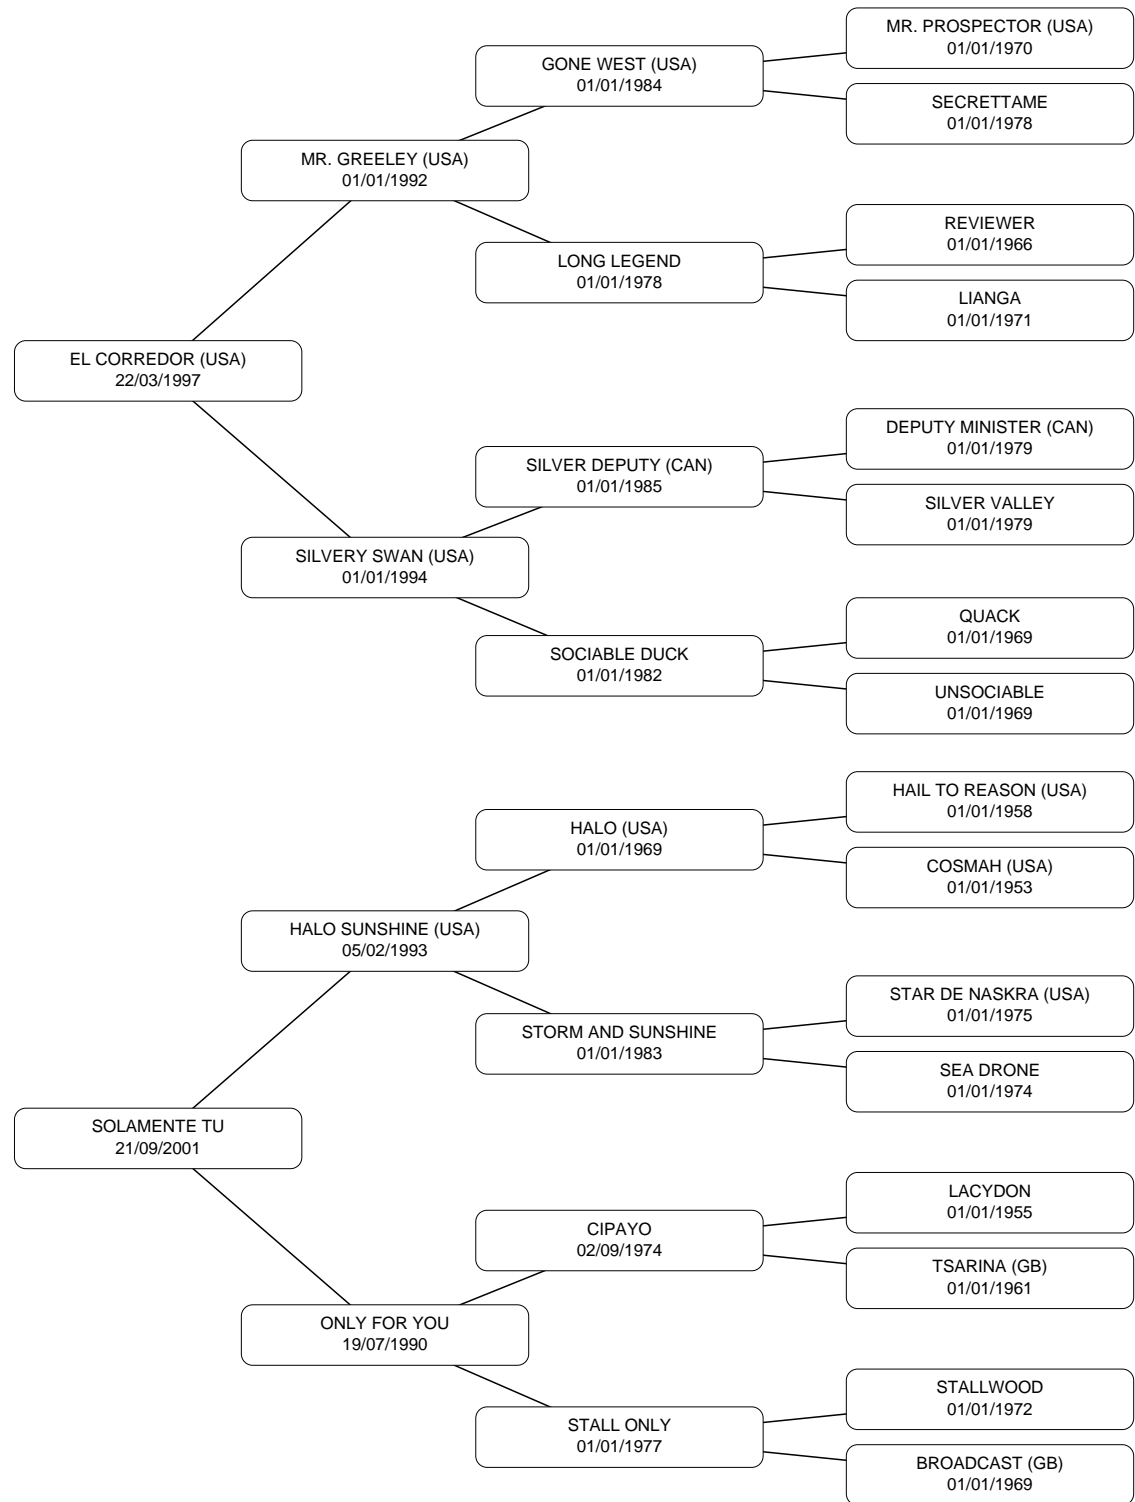 MR. PROSPECTOR (USA)
01/01/1970
GONE WEST (USA)
01/01/1984
SECRETTAME
01/01/1978
MR. GREELEY (USA)
01/01/1992
REVIEWER
01/01/1966
LONG LEGEND
01/01/1978
LIANGA
01/01/1971
EL CORREDOR (USA)
22/03/1997
DEPUTY MINISTER (CAN)
01/01/1979
SILVER DEPUTY (CAN)
01/01/1985
SILVER VALLEY
01/01/1979
SILVERY SWAN (USA)
01/01/1994
QUACK
01/01/1969
SOCIABLE DUCK
01/01/1982
UNSOCIABLE
01/01/1969
HAIL TO REASON (USA)
01/01/1958
HALO (USA)
01/01/1969
COSMAH (USA)
01/01/1953
HALO SUNSHINE (USA)
05/02/1993
STAR DE NASKRA (USA)
01/01/1975
STORM AND SUNSHINE
01/01/1983
SEA DRONE
01/01/1974
SOLAMENTE TU
21/09/2001
LACYDON
01/01/1955
CIPAYO
02/09/1974
TSARINA (GB)
01/01/1961
ONLY FOR YOU
19/07/1990
STALLWOOD
01/01/1972
STALL ONLY
01/01/1977
BROADCAST (GB)
01/01/1969